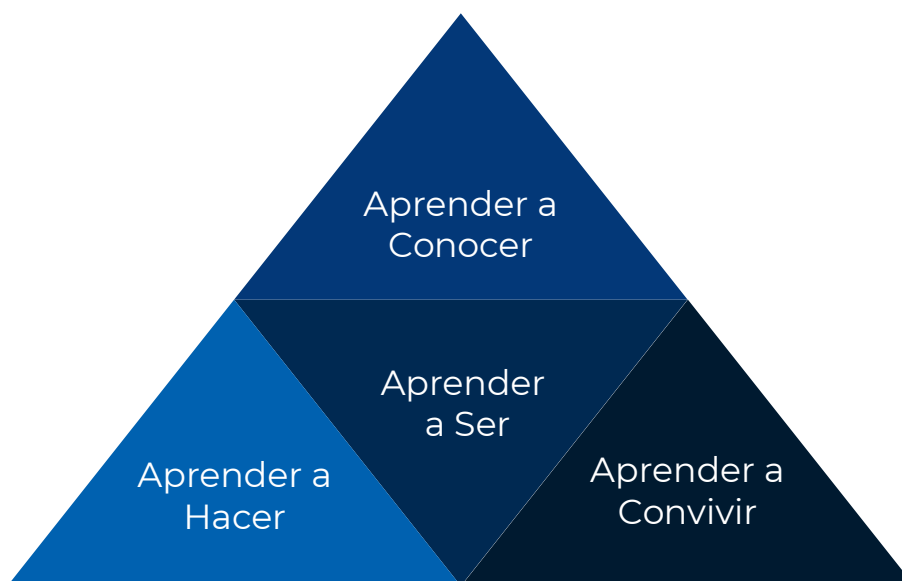 Aprender a
Conocer
Aprender
a Ser
Aprender a
Hacer
Aprender a
Convivir